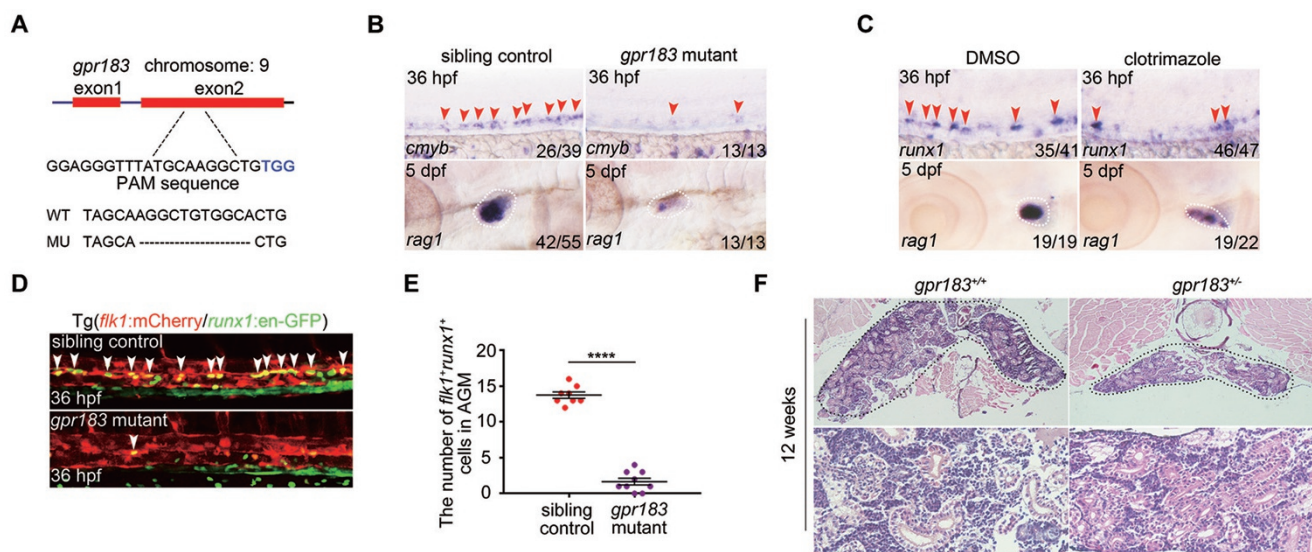 A
gpr183 chromosome: 9
exon1 exon2
GGAGGGTTTATGCAAGGCTGTGG
PAM sequence
WT TAGCAAGGCTGTGGCACTG
MU TAGCA -----------------------CTG
B
sibling control gpr183 mutant
36 hpf 36 hpf
cmyb 26/39 cmyb 13/13
5 dpf 5 dpf
rag1 42/55 rag1 13/13
C
DMSO clotrimazole
36 hpf 36 hpf
runx1 35/41 runx1 46/47
5 dpf 5 dpf
rag1 19/19 rag1 19/22
D
Tg(flk1:mCherry/runx1:en-GFP)
sibling control
36 hpf
gpr183 mutant
36 hpf
E
The number of flk1+runx1+
cells in AGM
20
15
10
5
0
****
sibling gpr183
control mutant
F
gpr183+/+ gpr183+/-
12 weeks